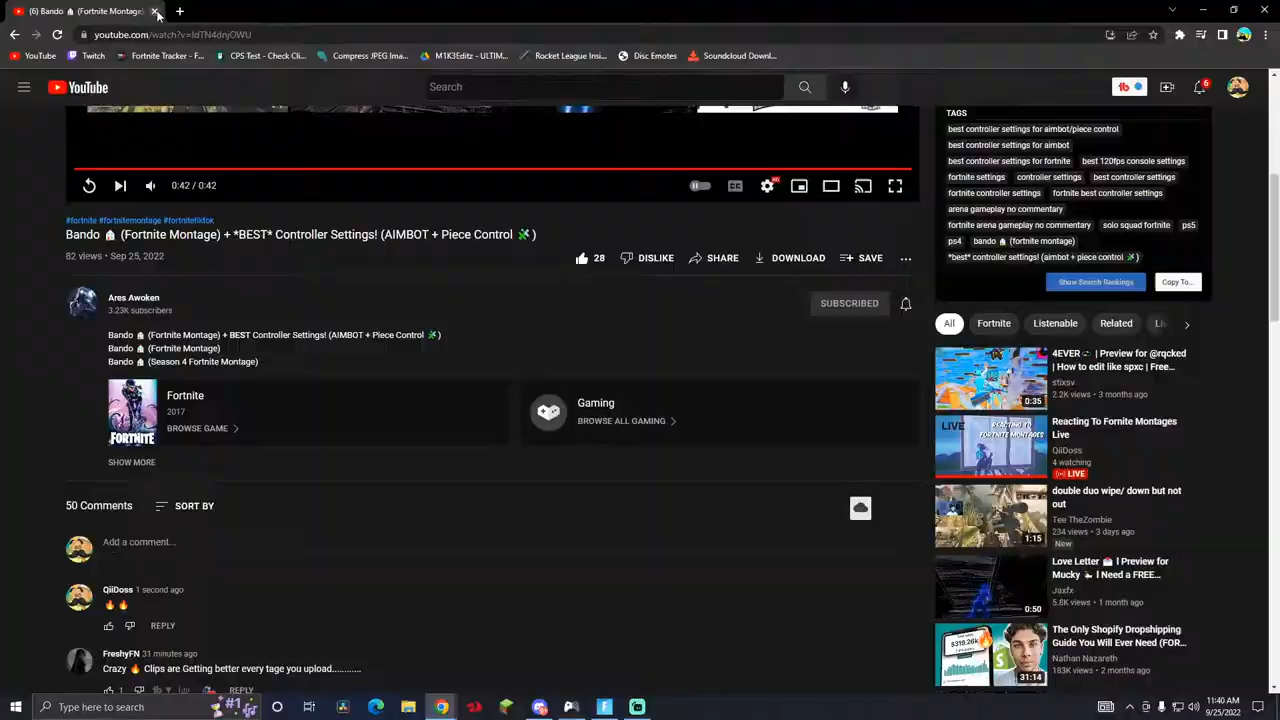 (6) Bando 🏠 (Fortnite Montage)
youtube.com/watch?v=IdTN4dnjOWU
YouTube
Twitch
Fortnite Tracker - F...
CPS Test - Check Cli...
Compress JPEG Ima...
M1K3Editz - ULTIM...
Rocket League Insi...
Disc Emotes
Soundcloud Downl...
YouTube
Search
6
0:42 / 0:42
CC
HD
#fortnite #fortnitemontage #fortnitetiktok
Bando 🏠 (Fortnite Montage) + *BEST* Controller Settings! (AIMBOT + Piece Control 🧩)
82 views • Sep 25, 2022
28
DISLIKE
SHARE
DOWNLOAD
SAVE
Ares Awoken
3.23K subscribers
SUBSCRIBED
Bando 🏠 (Fortnite Montage) + BEST Controller Settings! (AIMBOT + Piece Control 🧩)
Bando 🏠 (Fortnite Montage)
Bando 🏠 (Season 4 Fortnite Montage)
FORTNITE
Fortnite
2017
BROWSE GAME
Gaming
BROWSE ALL GAMING
SHOW MORE
50 Comments
SORT BY
Add a comment...
QiiDoss 1 second ago
🔥🔥
REPLY
FreshyFN 31 minutes ago
Crazy 🔥 Clips are Getting better every tage you upload............
1
REPLY
TAGS
best controller settings for aimbot/piece control
best controller settings for aimbot
best controller settings for fortnite
best 120fps console settings
fortnite settings
controller settings
best controller settings
fortnite controller settings
fortnite best controller settings
arena gameplay no commentary
fortnite arena gameplay no commentary
solo squad fortnite
ps5
ps4
bando 🏠 (fortnite montage)
*best* controller settings! (aimbot + piece control 🧩)
Show Search Rankings
Copy To...
All
Fortnite
Listenable
Related
0:35
4EVER | Preview for @rqcked
| How to edit like spxc | Free...
stixsv
2.2K views • 3 months ago
LIVE
REACTING TO
FORTNITE MONTAGES
Reacting To Fornite Montages
Live
QiiDoss
4 watching
LIVE
1:15
double duo wipe/ down but not
out
Tee TheZombie
234 views • 3 days ago
New
0:50
Love Letter 💌 I Preview for
Mucky I Need a FREE...
Jaxfx
5.8K views • 1 month ago
$319.26k
31:14
The Only Shopify Dropshipping
Guide You Will Ever Need (FOR...
Nathan Nazareth
183K views • 2 months ago
Type here to search
11:40 AM
9/25/2022